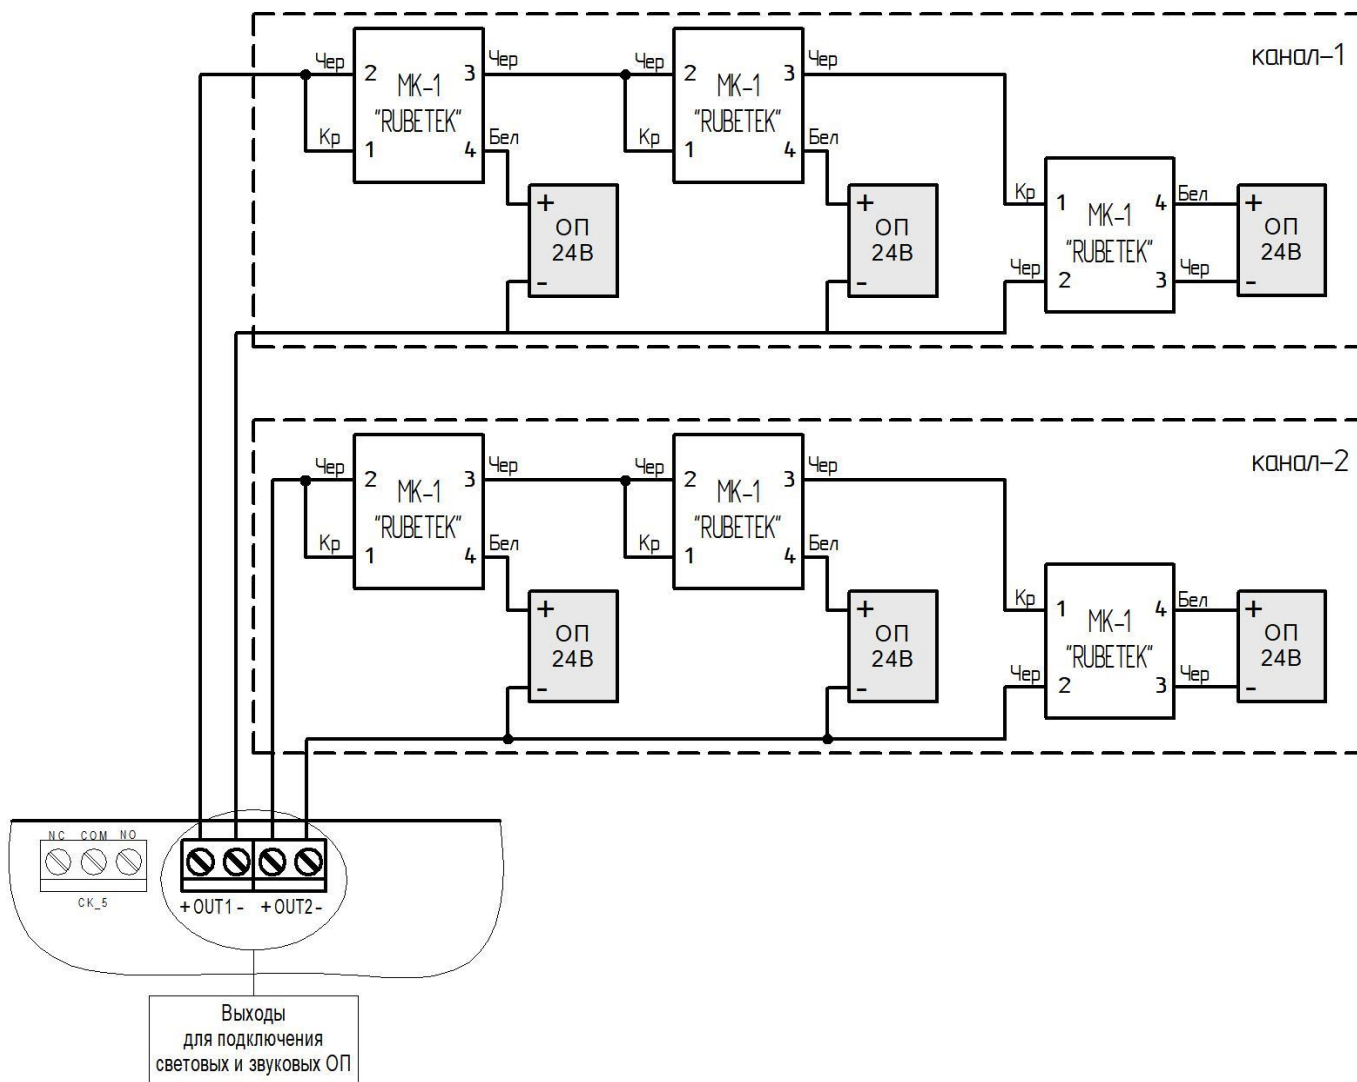 канал-1
Чер
2
МК-1
3
Чер
"RUBETEK"
Кр
1
4
Бел
+
ОП
24В
-
Чер
2
МК-1
3
Чер
"RUBETEK"
Кр
1
4
Бел
+
ОП
24В
-
Кр
1
МК-1
4
Бел
"RUBETEK"
Чер
2
3
Чер
+
ОП
24В
-
канал-2
Чер
2
МК-1
3
Чер
"RUBETEK"
Кр
1
4
Бел
+
ОП
24В
-
Чер
2
МК-1
3
Чер
"RUBETEK"
Кр
1
4
Бел
+
ОП
24В
-
Кр
1
МК-1
4
Бел
"RUBETEK"
Чер
2
3
Чер
+
ОП
24В
-
NC COM NO
CK_5
+ OUT1 - + OUT2 -
Выходы
для подключения
световых и звуковых ОП